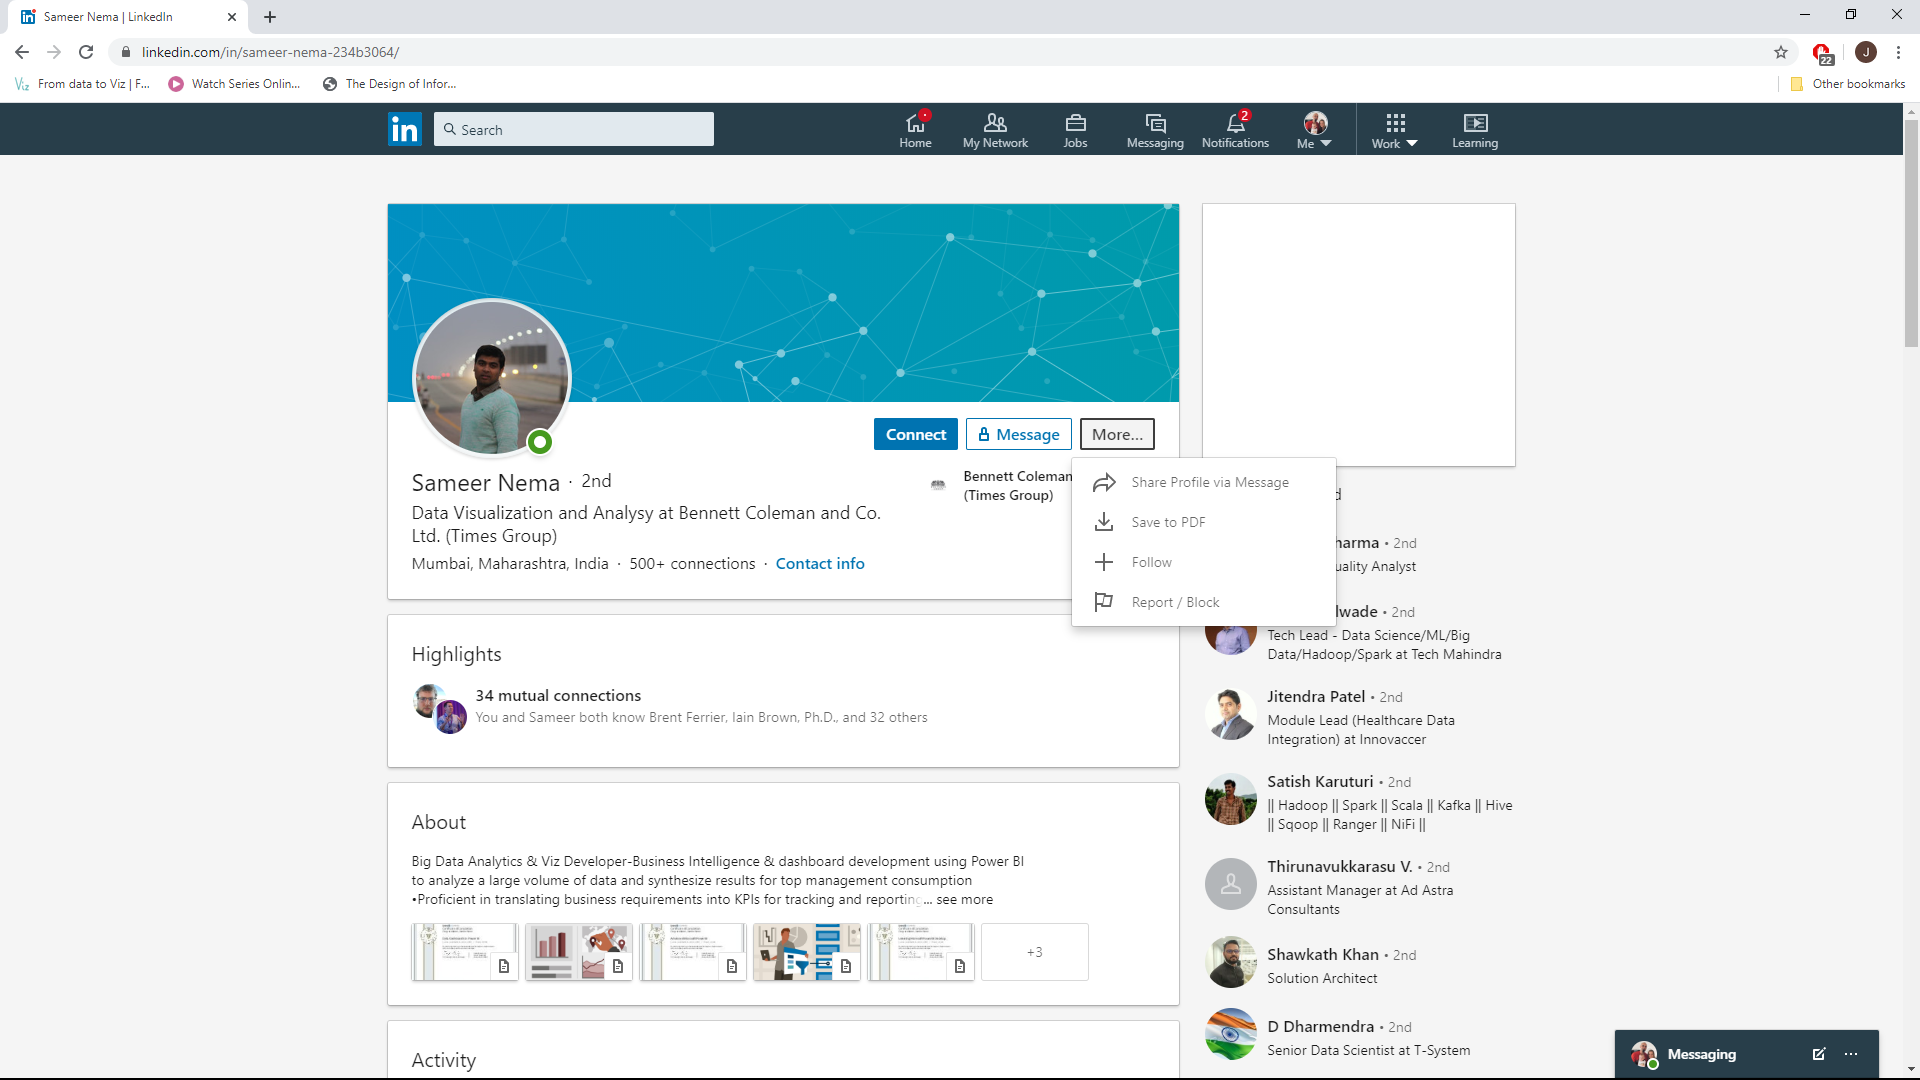 Sameer Nema | LinkedIn
linkedin.com/in/sameer-nema-234b3064/
22
J
From data to Viz | F...
Watch Series Online...
The Design of Infor...
Other bookmarks
in
Search
Home
My Network
Jobs
Messaging
2
Notifications
Me
Work
Learning
Connect
Message
More...
Sameer Nema · 2nd
Data Visualization and Analysy at Bennett Coleman and Co.
Ltd. (Times Group)
Mumbai, Maharashtra, India · 500+ connections · Contact info
Bennett Coleman
(Times Group)
Share Profile via Message
Save to PDF
Follow
Report / Block
Highlights
34 mutual connections
You and Sameer both know Brent Ferrier, Iain Brown, Ph.D., and 32 others
About
Big Data Analytics & Viz Developer-Business Intelligence & dashboard development using Power BI
to analyze a large volume of data and synthesize results for top management consumption
•Proficient in translating business requirements into KPIs for tracking and reporting... see more
+3
Activity
d
harma • 2nd
uality Analyst
lwade • 2nd
Tech Lead - Data Science/ML/Big
Data/Hadoop/Spark at Tech Mahindra
Jitendra Patel • 2nd
Module Lead (Healthcare Data
Integration) at Innovaccer
Satish Karuturi • 2nd
|| Hadoop || Spark || Scala || Kafka || Hive
|| Sqoop || Ranger || NiFi ||
Thirunavukkarasu V. • 2nd
Assistant Manager at Ad Astra
Consultants
Shawkath Khan • 2nd
Solution Architect
D Dharmendra • 2nd
Senior Data Scientist at T-System
Messaging